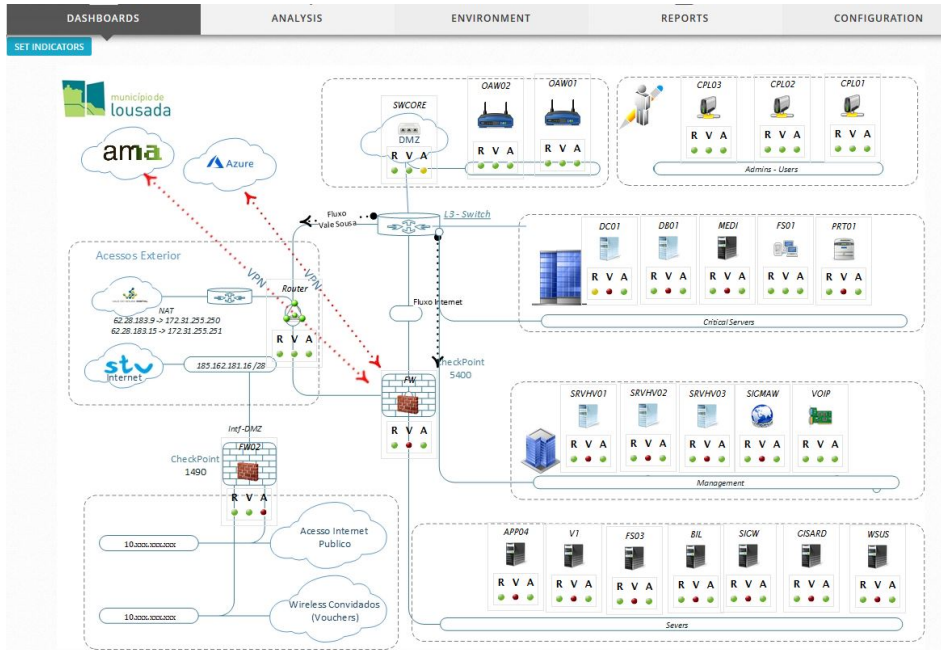 DASHBOARDS
ANALYSIS
ENVIRONMENT
REPORTS
CONFIGURATION
SET INDICATORS
município de
lousada
ama
Azure
SWCORE
DMZ
R V A
OAW02
R V A
OAW01
R V A
CPL03
R V A
CPL02
R V A
CPL01
R V A
Admins - Users
Fluxo
Vale Sousa
L3 - Switch
VPN
VPN
Acessos Exterior
Router
R V A
NAT
62.28.183.9 -> 172.31.255.250
62.28.183.15 -> 172.31.255.251
stv
Internet
185.162.181.16 /28
Fluxo Internet
CheckPoint
5400
FW
R V A
DC01
R V A
DB01
R V A
MEDI
R V A
FS01
R V A
PRT01
R V A
Critical Servers
SRVHV01
R V A
SRVHV02
R V A
SRVHV03
R V A
SICMAW
R V A
VOIP
R V A
Management
Intf-DMZ
FW02
CheckPoint
1490
R V A
10.xxx.xxx.xxx
Acesso Internet
Publico
10.xxx.xxx.xxx
Wireless Convidados
(Vouchers)
APP04
R V A
V1
R V A
FS03
R V A
BIL
R V A
SIGW
R V A
GISARD
R V A
WSUS
R V A
Severs